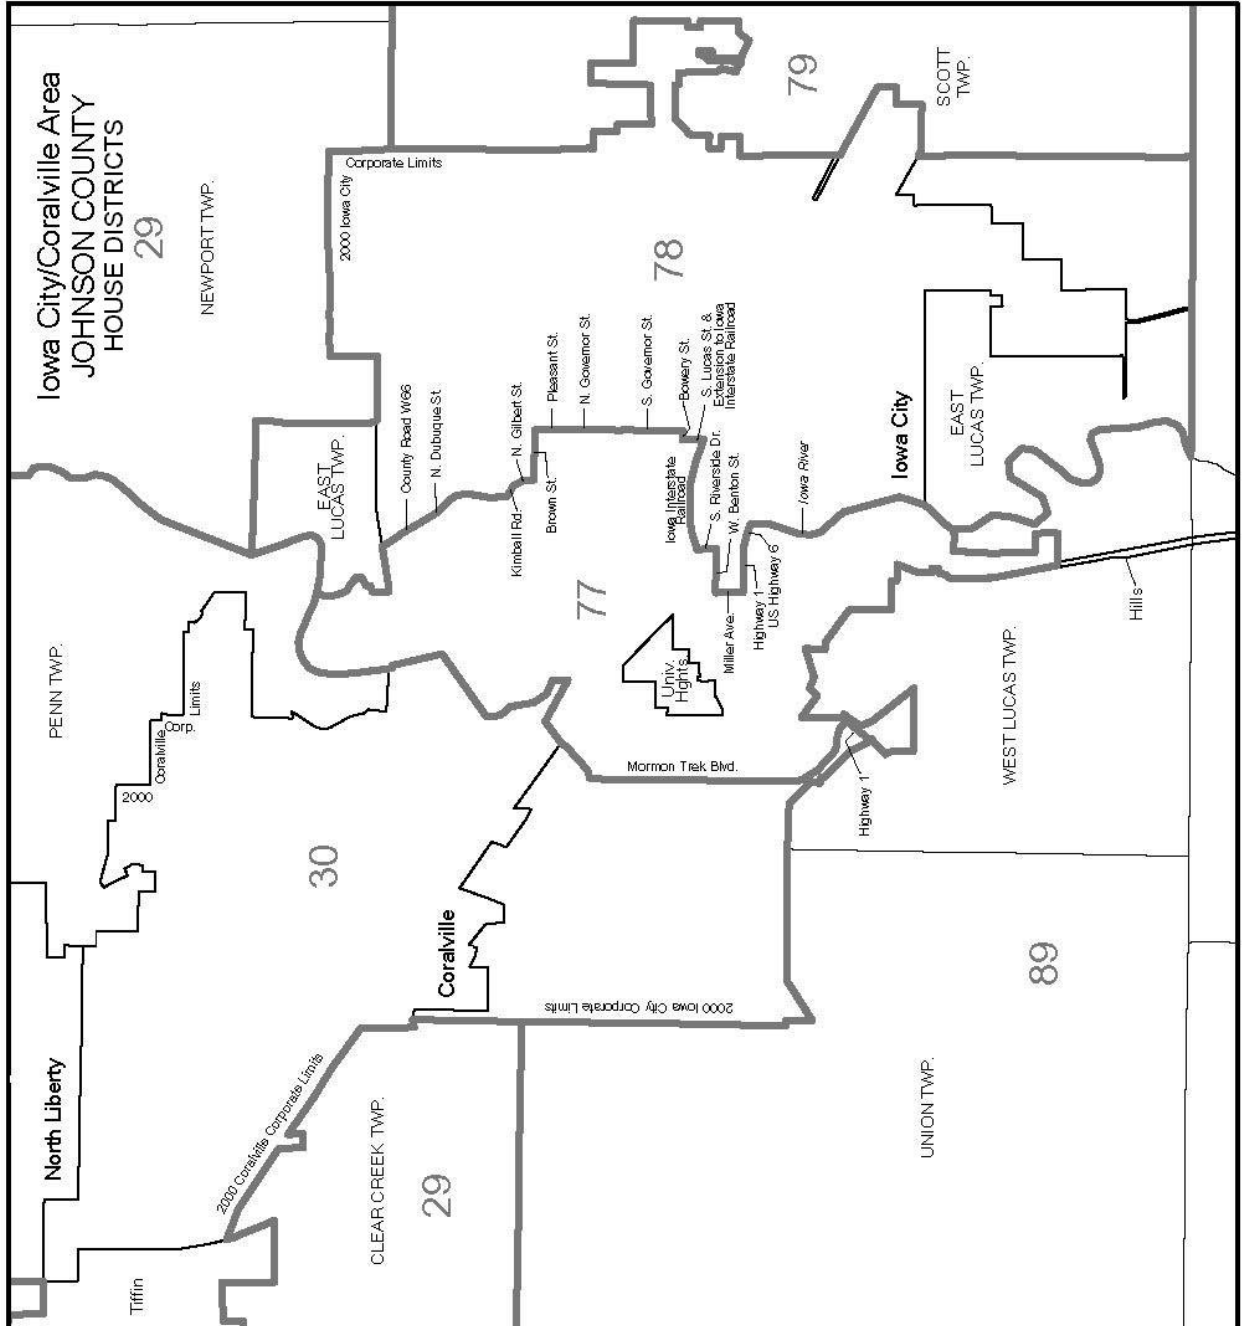 Iowa City/Coralville Area
JOHNSON COUNTY
HOUSE DISTRICTS
29
NEWPORT TWP.
PENN TWP.
North Liberty
Tiffin
2000
Coralville
Corp.
Limits
30
2000 Coralville Corporate Limits
CLEAR CREEK TWP.
29
Coralville
EAST
LUCAS TWP.
2000 Iowa City
Corporate Limits
County Road W66
N. Dubuque St.
Kimball Rd.
N. Gilbert St.
Brown St.
Pleasant St.
N. Governor St.
S. Governor St.
Bowery St.
S. Lucas St. &
Extension to Iowa
Interstate Railroad
Iowa Interstate
Railroad
S. Riverside Dr.
W. Benton St.
Miller Ave.
Highway 1
US Highway 6
Iowa River
77
78
79
SCOTT
TWP.
Univ.
Hghts.
Mormon Trek Blvd.
2000 Iowa City Corporate Limits
Highway 1
Iowa City
EAST
LUCAS TWP.
WEST LUCAS TWP.
Hills
89
UNION TWP.